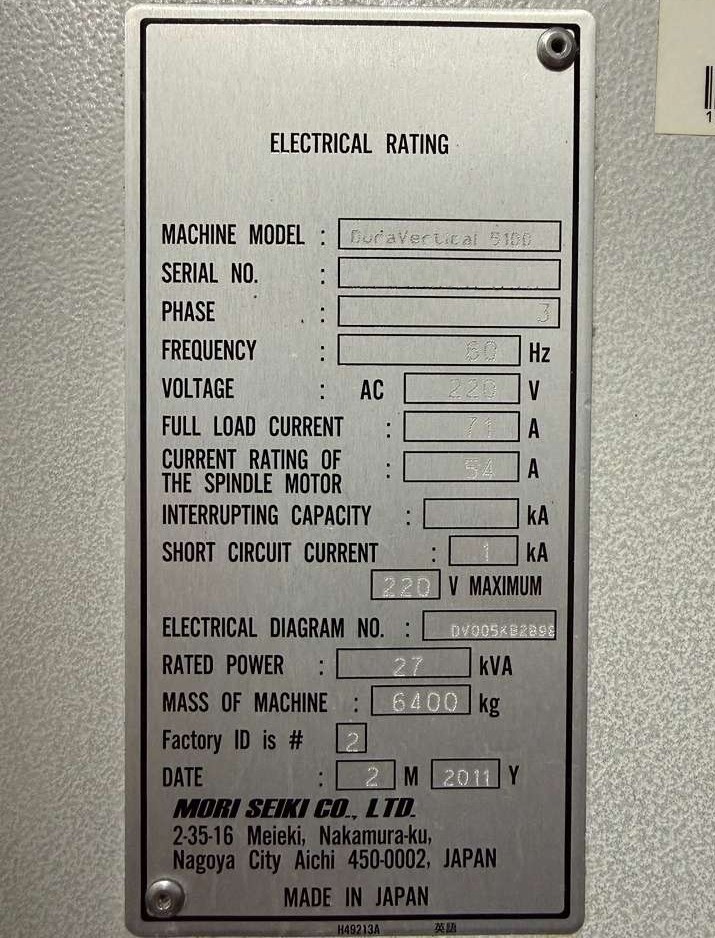 ELECTRICAL RATING
MACHINE MODEL : DuraVertical 5100
SERIAL NO. :
PHASE : 3
FREQUENCY : 60 Hz
VOLTAGE : AC 220 V
FULL LOAD CURRENT : 71 A
CURRENT RATING OF
THE SPINDLE MOTOR : 54 A
INTERRUPTING CAPACITY : kA
SHORT CIRCUIT CURRENT : 1 kA
220 V MAXIMUM
ELECTRICAL DIAGRAM NO. :
RATED POWER : 27 kVA
MASS OF MACHINE : 6400 kg
Factory ID is # 2
DATE : 2 M 2011 Y
MORI SEIKI CO., LTD.
2-35-16 Meieki, Nakamura-ku,
Nagoya City Aichi 450-0002, JAPAN
MADE IN JAPAN
H49213A 英語